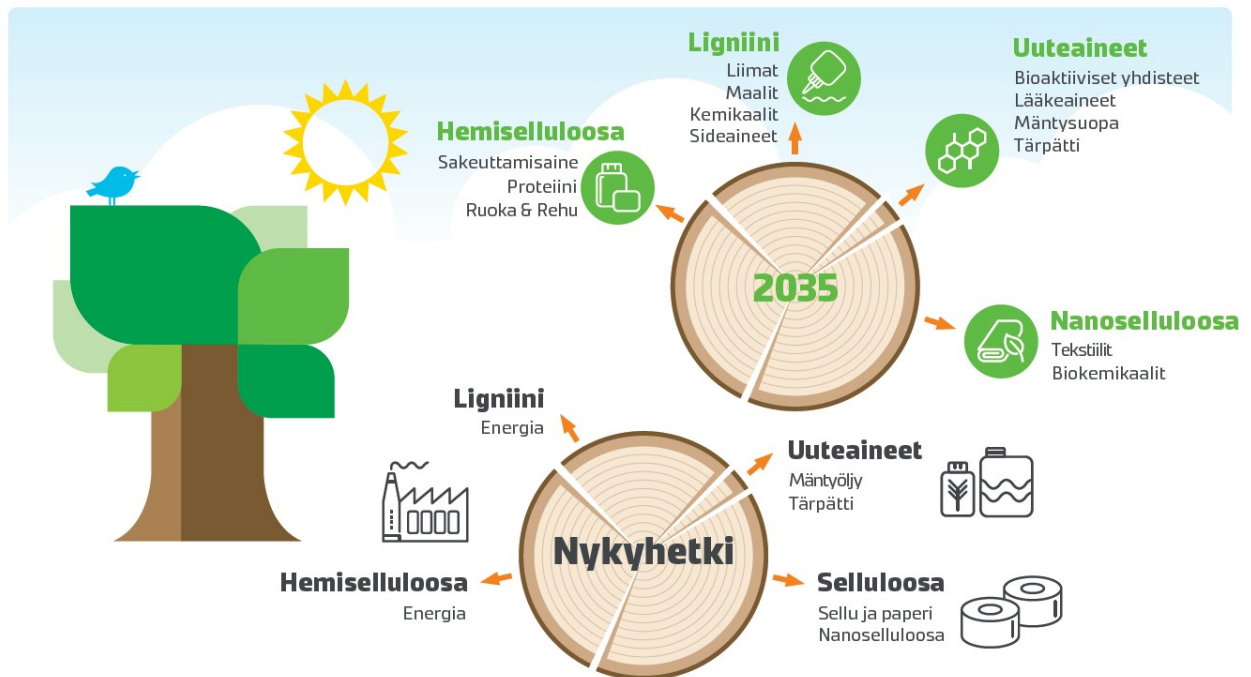 Ligniini
Liimat
Maalit
Kemikaalit
Sideaineet
Uuteaineet
Bioaktiiviset yhdisteet
Lääkeaineet
Mäntysuopa
Tärpätti
Hemiselluloosa
Sakeuttamisaine
Proteiini
Ruoka & Rehu
2035
Nanoselluloosa
Tekstiilit
Biokemikaalit
Ligniini
Energia
Uuteaineet
Mäntyöljy
Tärpätti
Nykyhetki
Hemiselluloosa
Energia
Selluloosa
Sellu ja paperi
Nanoselluloosa